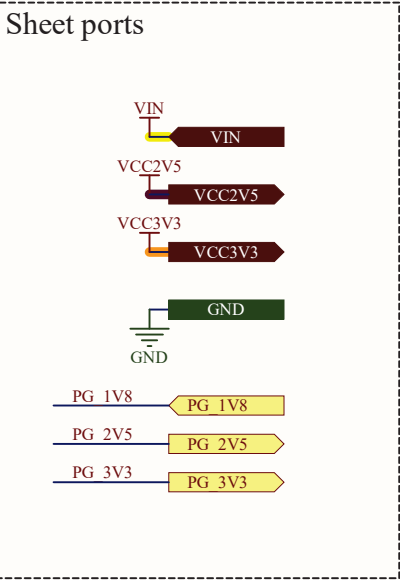 Sheet ports
VIN
VIN
VCC2V5
VCC2V5
VCC3V3
VCC3V3
GND
GND
PG_1V8 PG_1V8
PG_2V5 PG_2V5
PG_3V3 PG_3V3